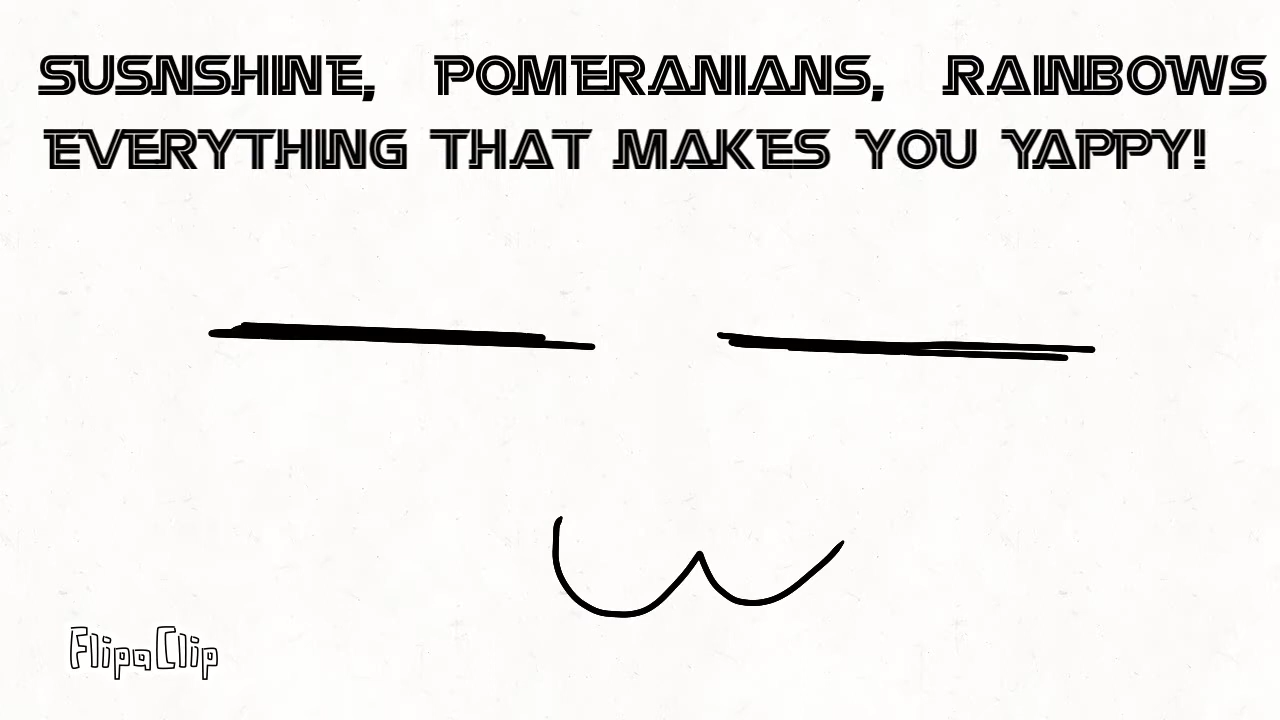 SUSNSHINE, POMERANIANS, RAINBOWS
EVERYTHING THAT MAKES YOU YAPPY!
FlipaClip